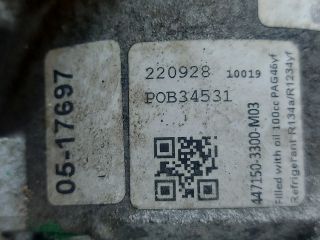 05-17697
220928 10019
POB34531
447150-3300-M03
Filled with oil 100cc PAG46yf
Refrigerant R134a/R1234yf